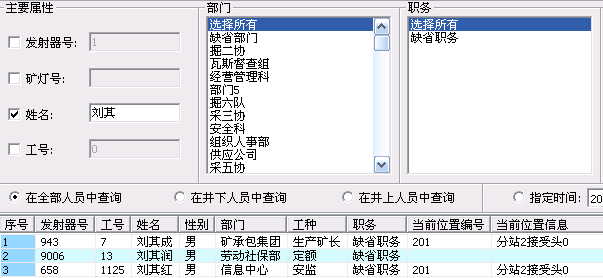 主要属性
发射器号: 1
矿灯号:
姓名: 刘其
工号: 0
部门
选择所有
缺省部门
掘二协
瓦斯督查组
经营管理科
部门5
掘六队
采三协
安全科
组织人事部
供应公司
采五协
职务
选择所有
缺省职务
在全部人员中查询 在井下人员中查询 在井上人员中查询 指定时间: 20
序号 发射器号 工号 姓名 性别 部门 工种 职务 当前位置编号 当前位置信息
1 943 7 刘其成 男 矿承包集团 生产矿长 缺省职务 201 分站2接受头0
2 9006 13 刘其润 男 劳动社保部 定额 缺省职务
3 658 1125 刘其红 男 信息中心 安监 缺省职务 201 分站2接受头0